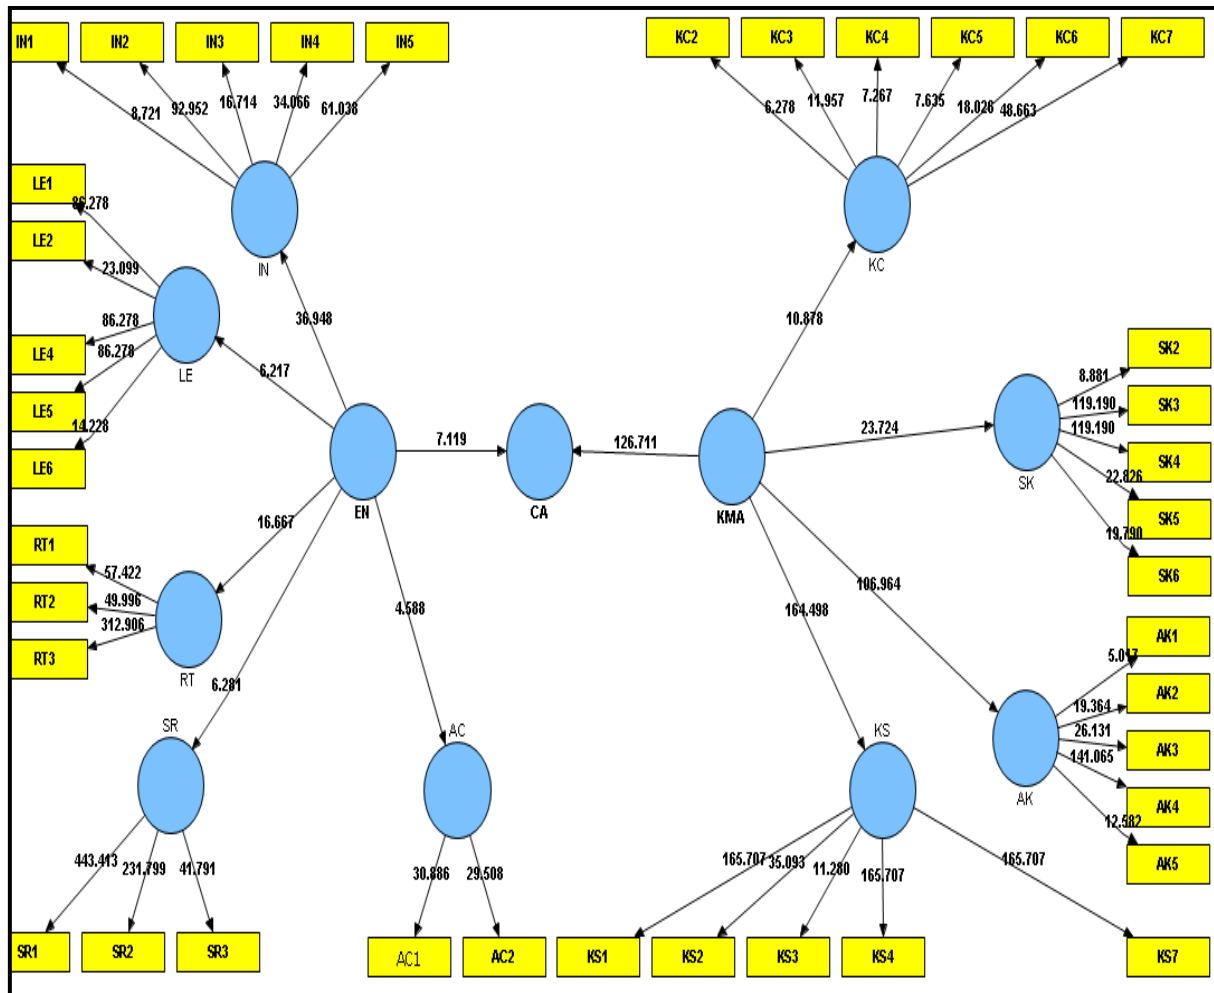 IN1 IN2 IN3 IN4 IN5
KC2 KC3 KC4 KC5 KC6 KC7
8.721 92.952 16.714 34.066 61.038
6.278 11.957 7.267 7.635 18.026 48.663
LE1
86.278
LE2
23.099
IN
KC
LE4
86.278
86.278
LE
LE5
14.228
LE6
36.948
6.217
10.878
SK2
8.881
SK3
119.190
SK4
119.190
SK
22.826
SK5
19.790
SK6
7.119
126.711
23.724
EN
CA
KMA
16.667
RT1
57.422
RT2
49.996
312.906
RT3
RT
4.588
106.964
164.498
6.281
AK1
5.017
AK2
19.364
26.131
AK3
141.065
AK
AK4
12.582
AK5
SR
AC
KS
443.413 231.799 41.791
30.886 29.508
165.707 35.093 11.280 165.707 165.707
SR1 SR2 SR3
AC1 AC2
KS1 KS2 KS3 KS4 KS7